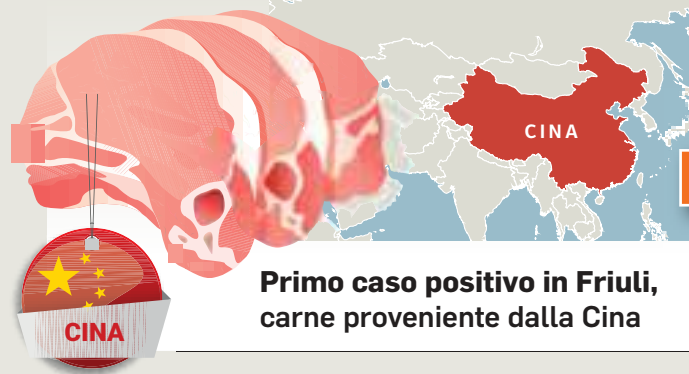 CINA
Primo caso positivo in Friuli,
carne proveniente dalla Cina
CINA